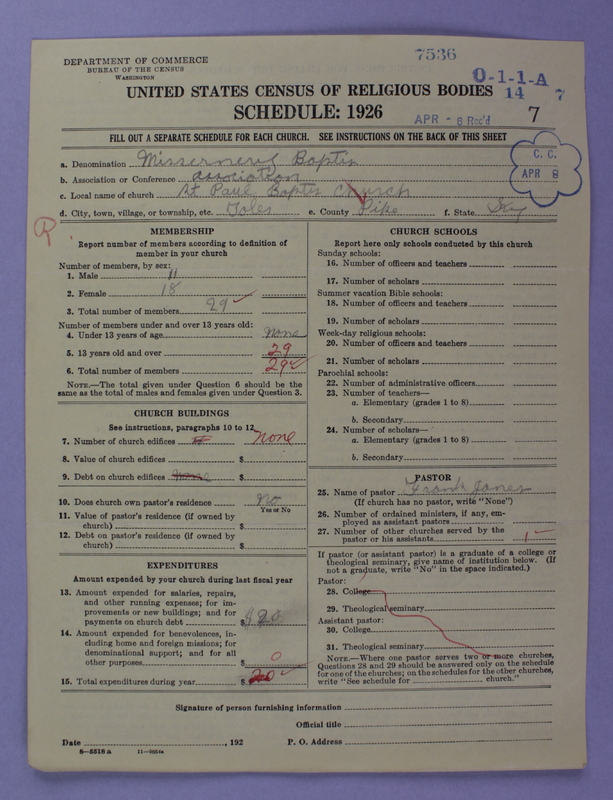 7536
DEPARTMENT OF COMMERCE
BUREAU OF THE CENSUS
WASHINGTON
0-1-1-A
14 7
UNITED STATES CENSUS OF RELIGIOUS BODIES
SCHEDULE: 1926
APR - 8 Rec'd
7
FILL OUT A SEPARATE SCHEDULE FOR EACH CHURCH. SEE INSTRUCTIONS ON THE BACK OF THIS SHEET
C. C.
APR 8
a. Denomination Baptis
b. Association or Conference association
c. Local name of church St Paul Baptis Church
d. City, town, village, or township, etc. e. County Pike f. State Ky
R.
MEMBERSHIP
Report number of members according to definition of
member in your church
Number of members, by sex:
1. Male 11
2. Female 18
3. Total number of members 29
Number of members under and over 13 years old:
4. Under 13 years of age none
5. 13 years old and over 29
6. Total number of members 29
NOTE.—The total given under Question 6 should be the
same as the total of males and females given under Question 3.
CHURCH BUILDINGS
See instructions, paragraphs 10 to 12
7. Number of church edifices none
8. Value of church edifices $
9. Debt on church edifices none $
10. Does church own pastor's residence No
Yes or No
11. Value of pastor's residence (if owned by
church) $
12. Debt on pastor's residence (if owned by
church) $
EXPENDITURES
Amount expended by your church during last fiscal year
13. Amount expended for salaries, repairs,
and other running expenses; for im-
provements or new buildings; and for
payments on church debt $ 20
14. Amount expended for benevolences, in-
cluding home and foreign missions; for
denominational support; and for all
other purposes $ 0
15. Total expenditures during year $ 20
CHURCH SCHOOLS
Report here only schools conducted by this church
Sunday schools:
16. Number of officers and teachers
17. Number of scholars
Summer vacation Bible schools:
18. Number of officers and teachers
19. Number of scholars
Week-day religious schools:
20. Number of officers and teachers
21. Number of scholars
Parochial schools:
22. Number of administrative officers
23. Number of teachers—
a. Elementary (grades 1 to 8)
b. Secondary
24. Number of scholars—
a. Elementary (grades 1 to 8)
b. Secondary
PASTOR
25. Name of pastor Frank Jones
(If church has no pastor, write "None")
26. Number of ordained ministers, if any, em-
ployed as assistant pastors
27. Number of other churches served by the
pastor or his assistants 1
If pastor (or assistant pastor) is a graduate of a college or
theological seminary, give name of institution below. (If
not a graduate, write "No" in the space indicated.)
Pastor:
28. College
29. Theological seminary
Assistant pastor:
30. College
31. Theological seminary
NOTE.—Where one pastor serves two or more churches,
Questions 28 and 29 should be answered only on the schedule
for one of the churches; on the schedules for the other churches,
write "See schedule for church."
Signature of person furnishing information
Official title
Date , 192 P. O. Address
8—5518 A 11—9864a